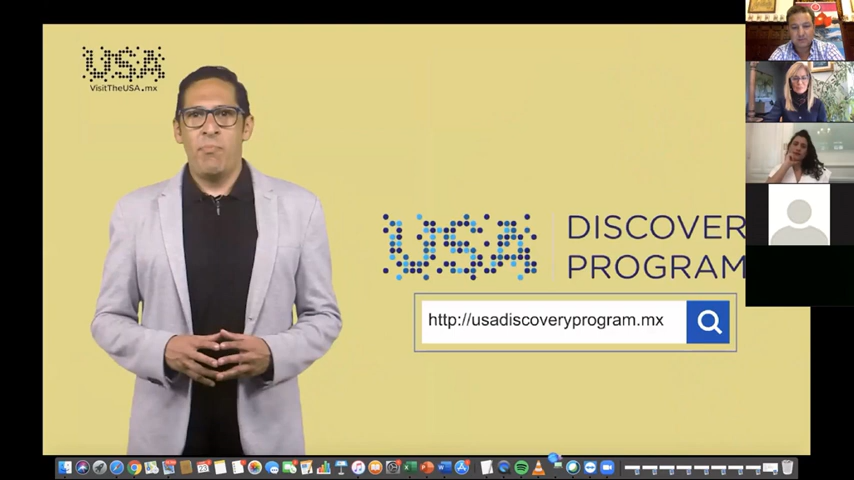 USA
VisitTheUSA.mx
USA
DISCOVER
PROGRAM
http://usadiscoveryprogram.mx